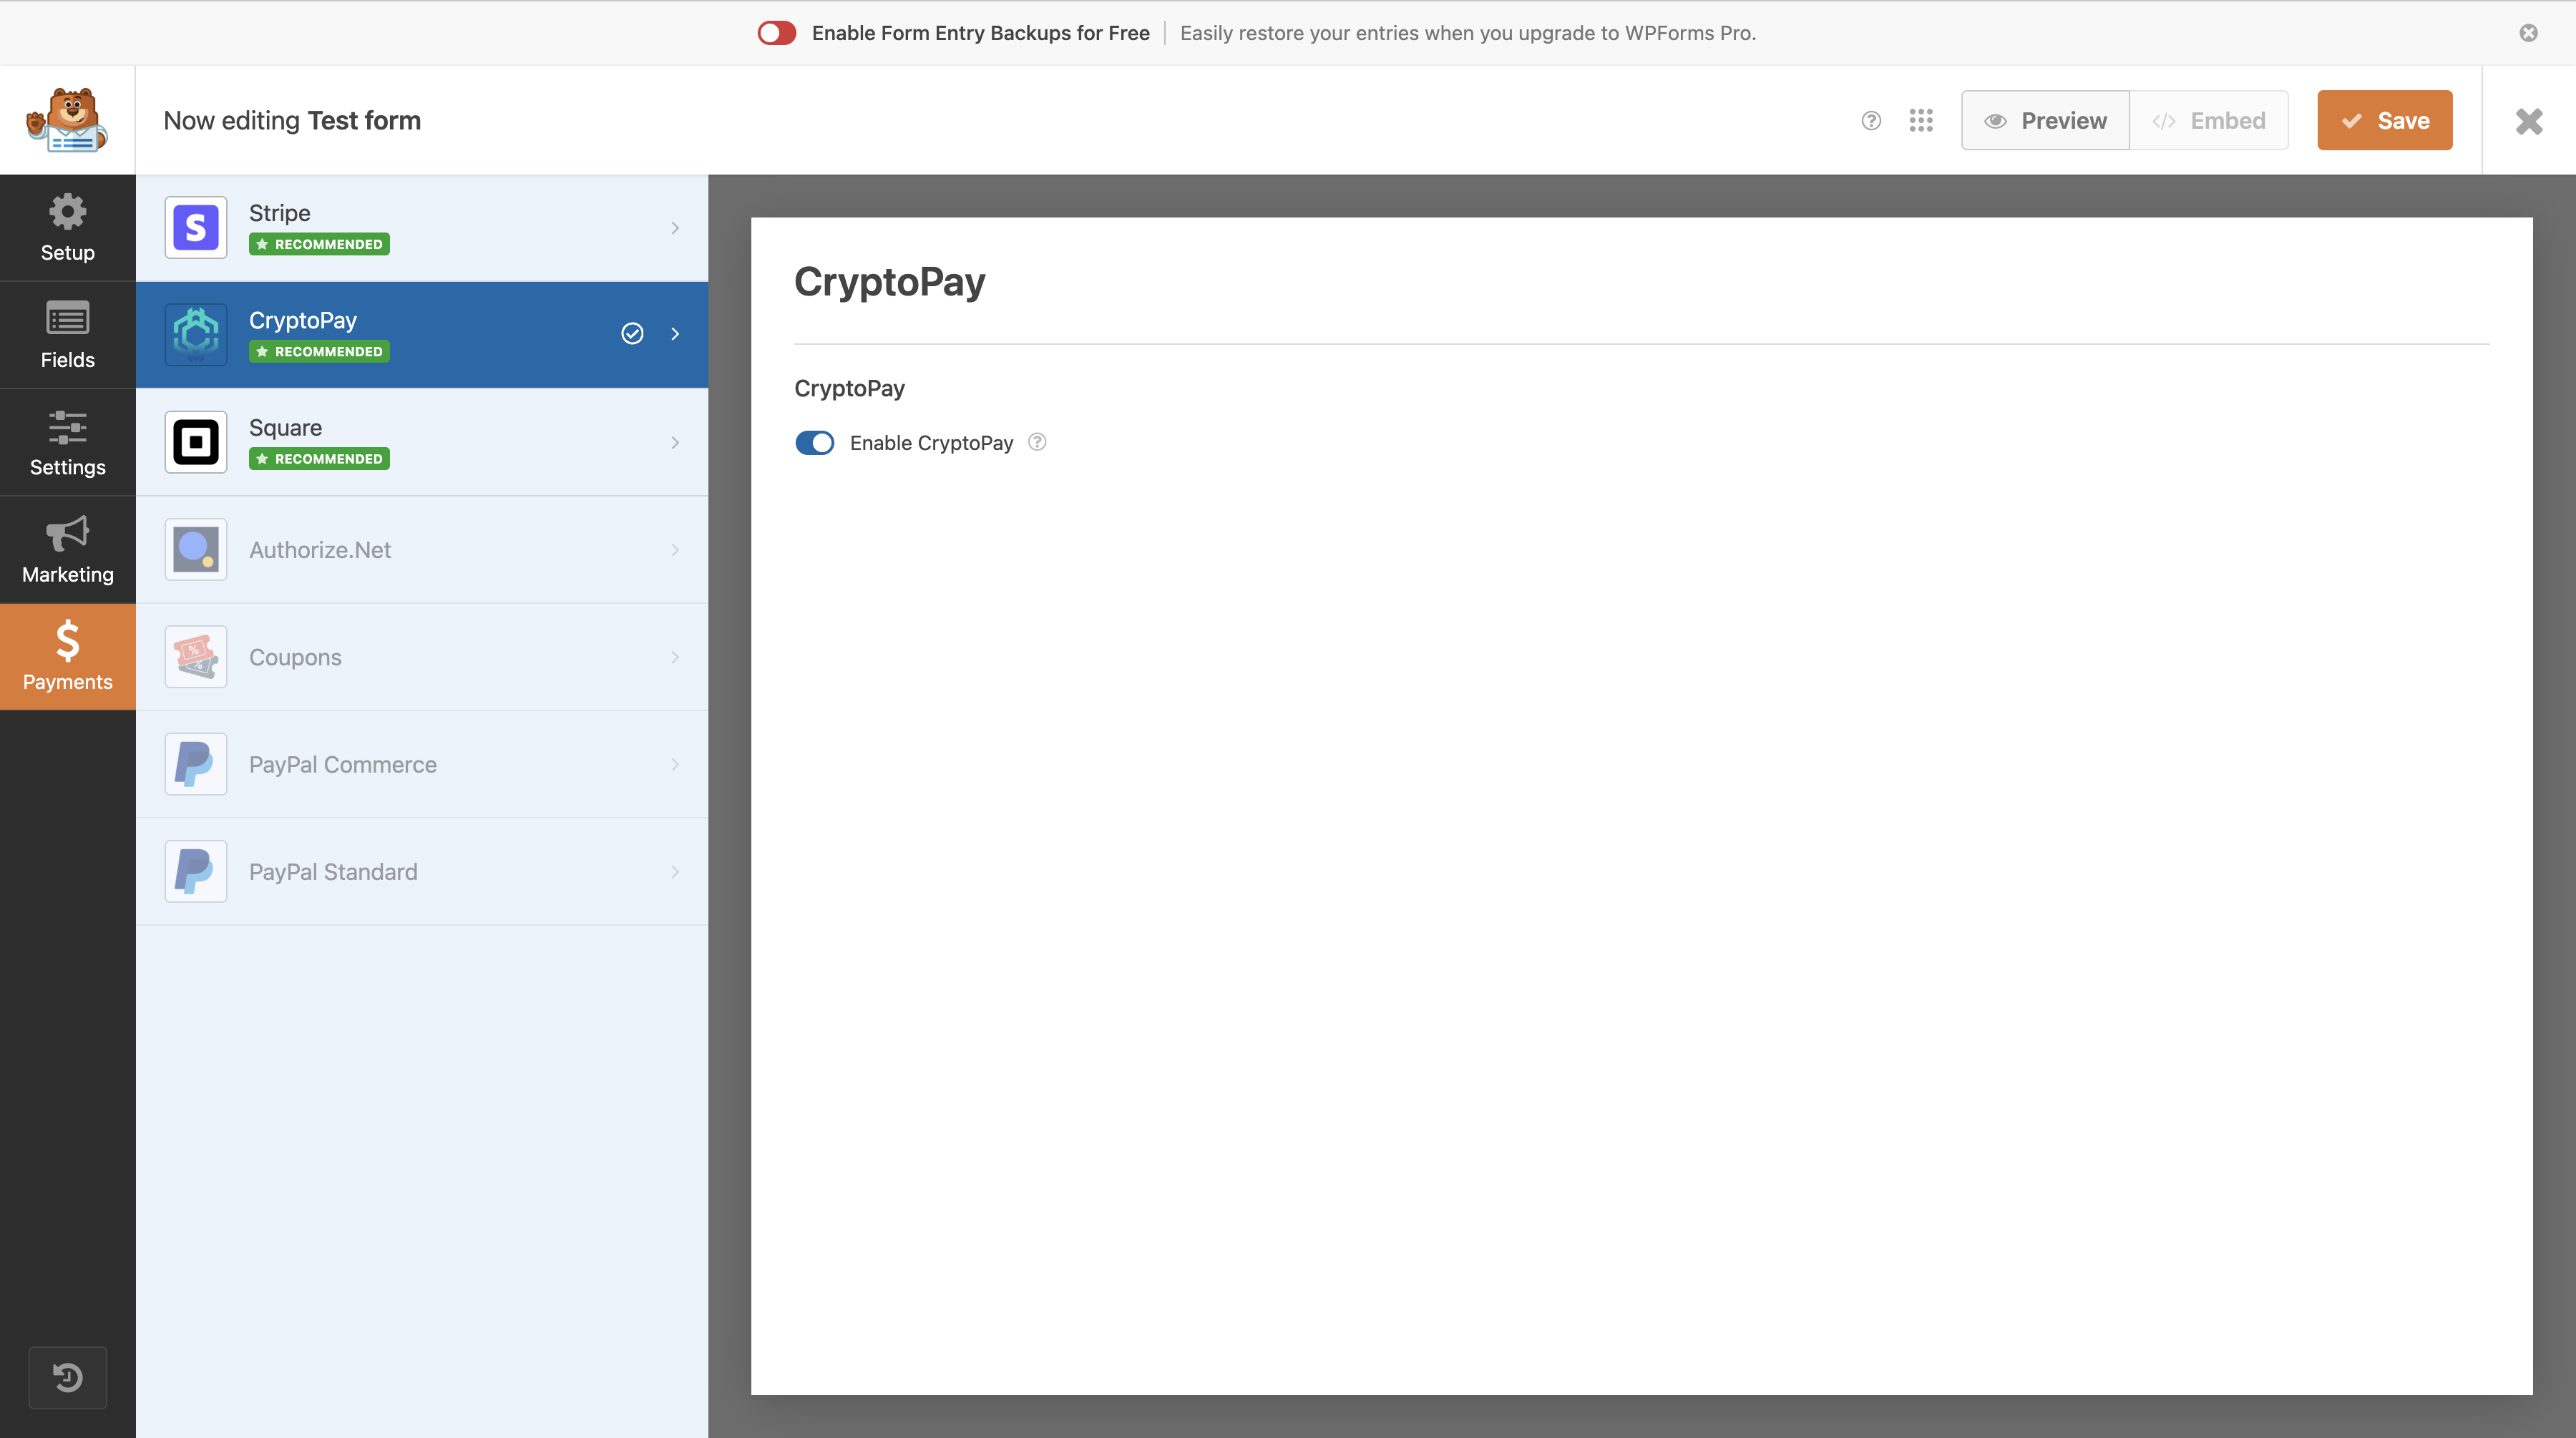 Enable Form Entry Backups for Free Easily restore your entries when you upgrade to WPForms Pro.
Now editing Test form
Preview
Embed
Save
Setup
Fields
Settings
Marketing
Payments
Stripe
RECOMMENDED
CryptoPay
RECOMMENDED
Square
RECOMMENDED
Authorize.Net
Coupons
PayPal Commerce
PayPal Standard
CryptoPay
CryptoPay
Enable CryptoPay